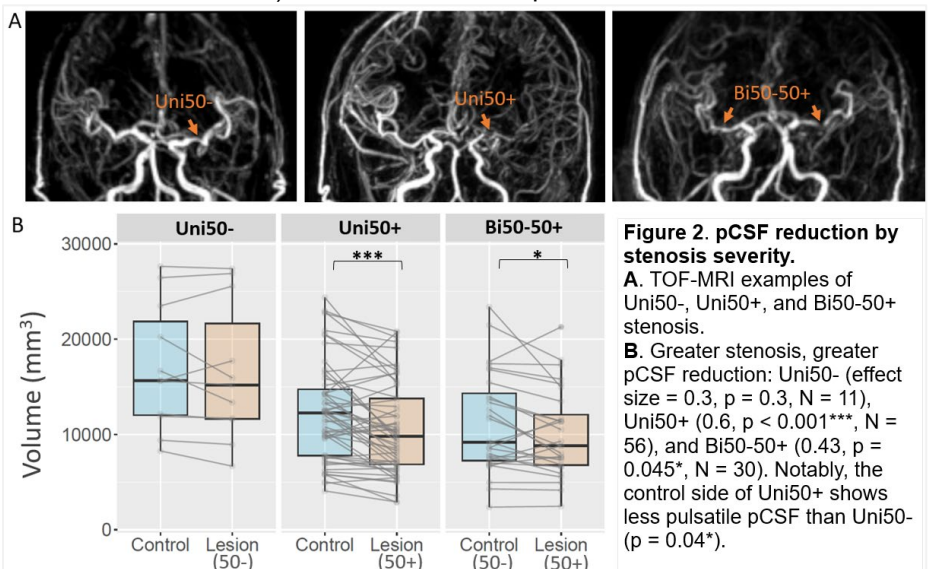 A
Uni50-
Uni50+
Bi50-50+
B
Uni50-
Uni50+
Bi50-50+
30000
20000
10000
0
Volume (mm³)
***
*
Control
Lesion
(50-)
Control
Lesion
(50+)
Control
(50-)
Lesion
(50+)
Figure 2. pCSF reduction by
stenosis severity.
A. TOF-MRI examples of
Uni50-, Uni50+, and Bi50-50+
stenosis.
B. Greater stenosis, greater
pCSF reduction: Uni50- (effect
size = 0.3, p = 0.3, N = 11),
Uni50+ (0.6, p < 0.001***, N =
56), and Bi50-50+ (0.43, p =
0.045*, N = 30). Notably, the
control side of Uni50+ shows
less pulsatile pCSF than Uni50-
(p = 0.04*).